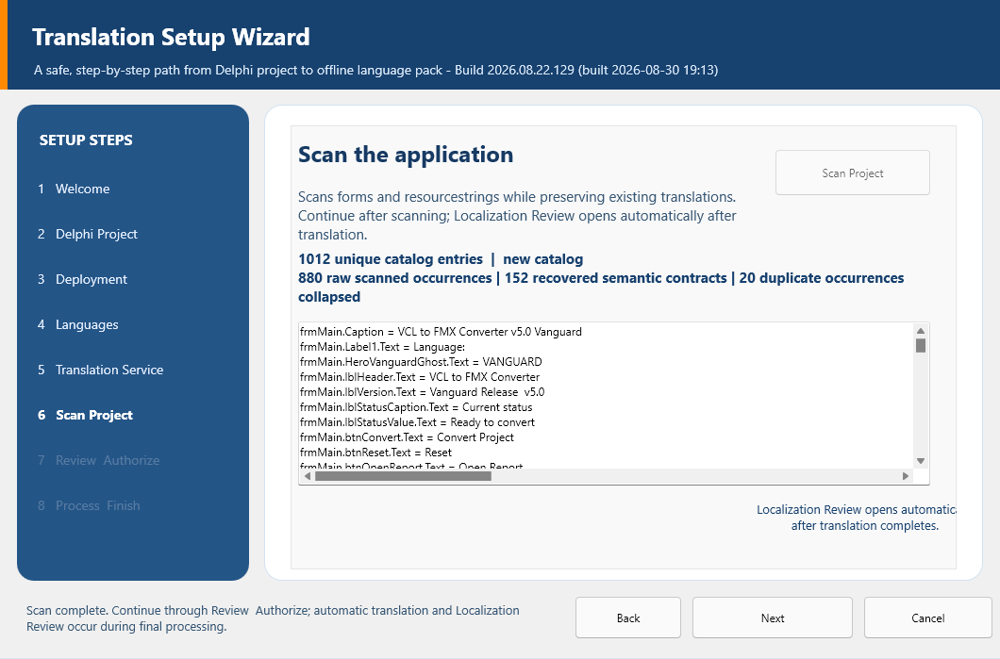 Translation Setup Wizard
A safe, step-by-step path from Delphi project to offline language pack - Build 2026.08.22.129 (built 2026-08-30 19:13)
SETUP STEPS
1 Welcome
2 Delphi Project
3 Deployment
4 Languages
5 Translation Service
6 Scan Project
7 Review Authorize
8 Process Finish
Scan the application
Scan Project
Scans forms and resourcestrings while preserving existing translations.
Continue after scanning; Localization Review opens automatically after
translation.
1012 unique catalog entries | new catalog
880 raw scanned occurrences | 152 recovered semantic contracts | 20 duplicate occurrences
collapsed
frmMain.Caption = VCL to FMX Converter v5.0 Vanguard
frmMain.Label1.Text = Language:
frmMain.HeroVanguardGhost.Text = VANGUARD
frmMain.lblHeader.Text = VCL to FMX Converter
frmMain.lblVersion.Text = Vanguard Release v5.0
frmMain.lblStatusCaption.Text = Current status
frmMain.lblStatusValue.Text = Ready to convert
frmMain.btnConvert.Text = Convert Project
frmMain.btnReset.Text = Reset
frmMain.btnOpenReport.Text = Open Report
Localization Review opens automatica
after translation completes.
Scan complete. Continue through Review Authorize; automatic translation and Localization
Review occur during final processing.
Back
Next
Cancel